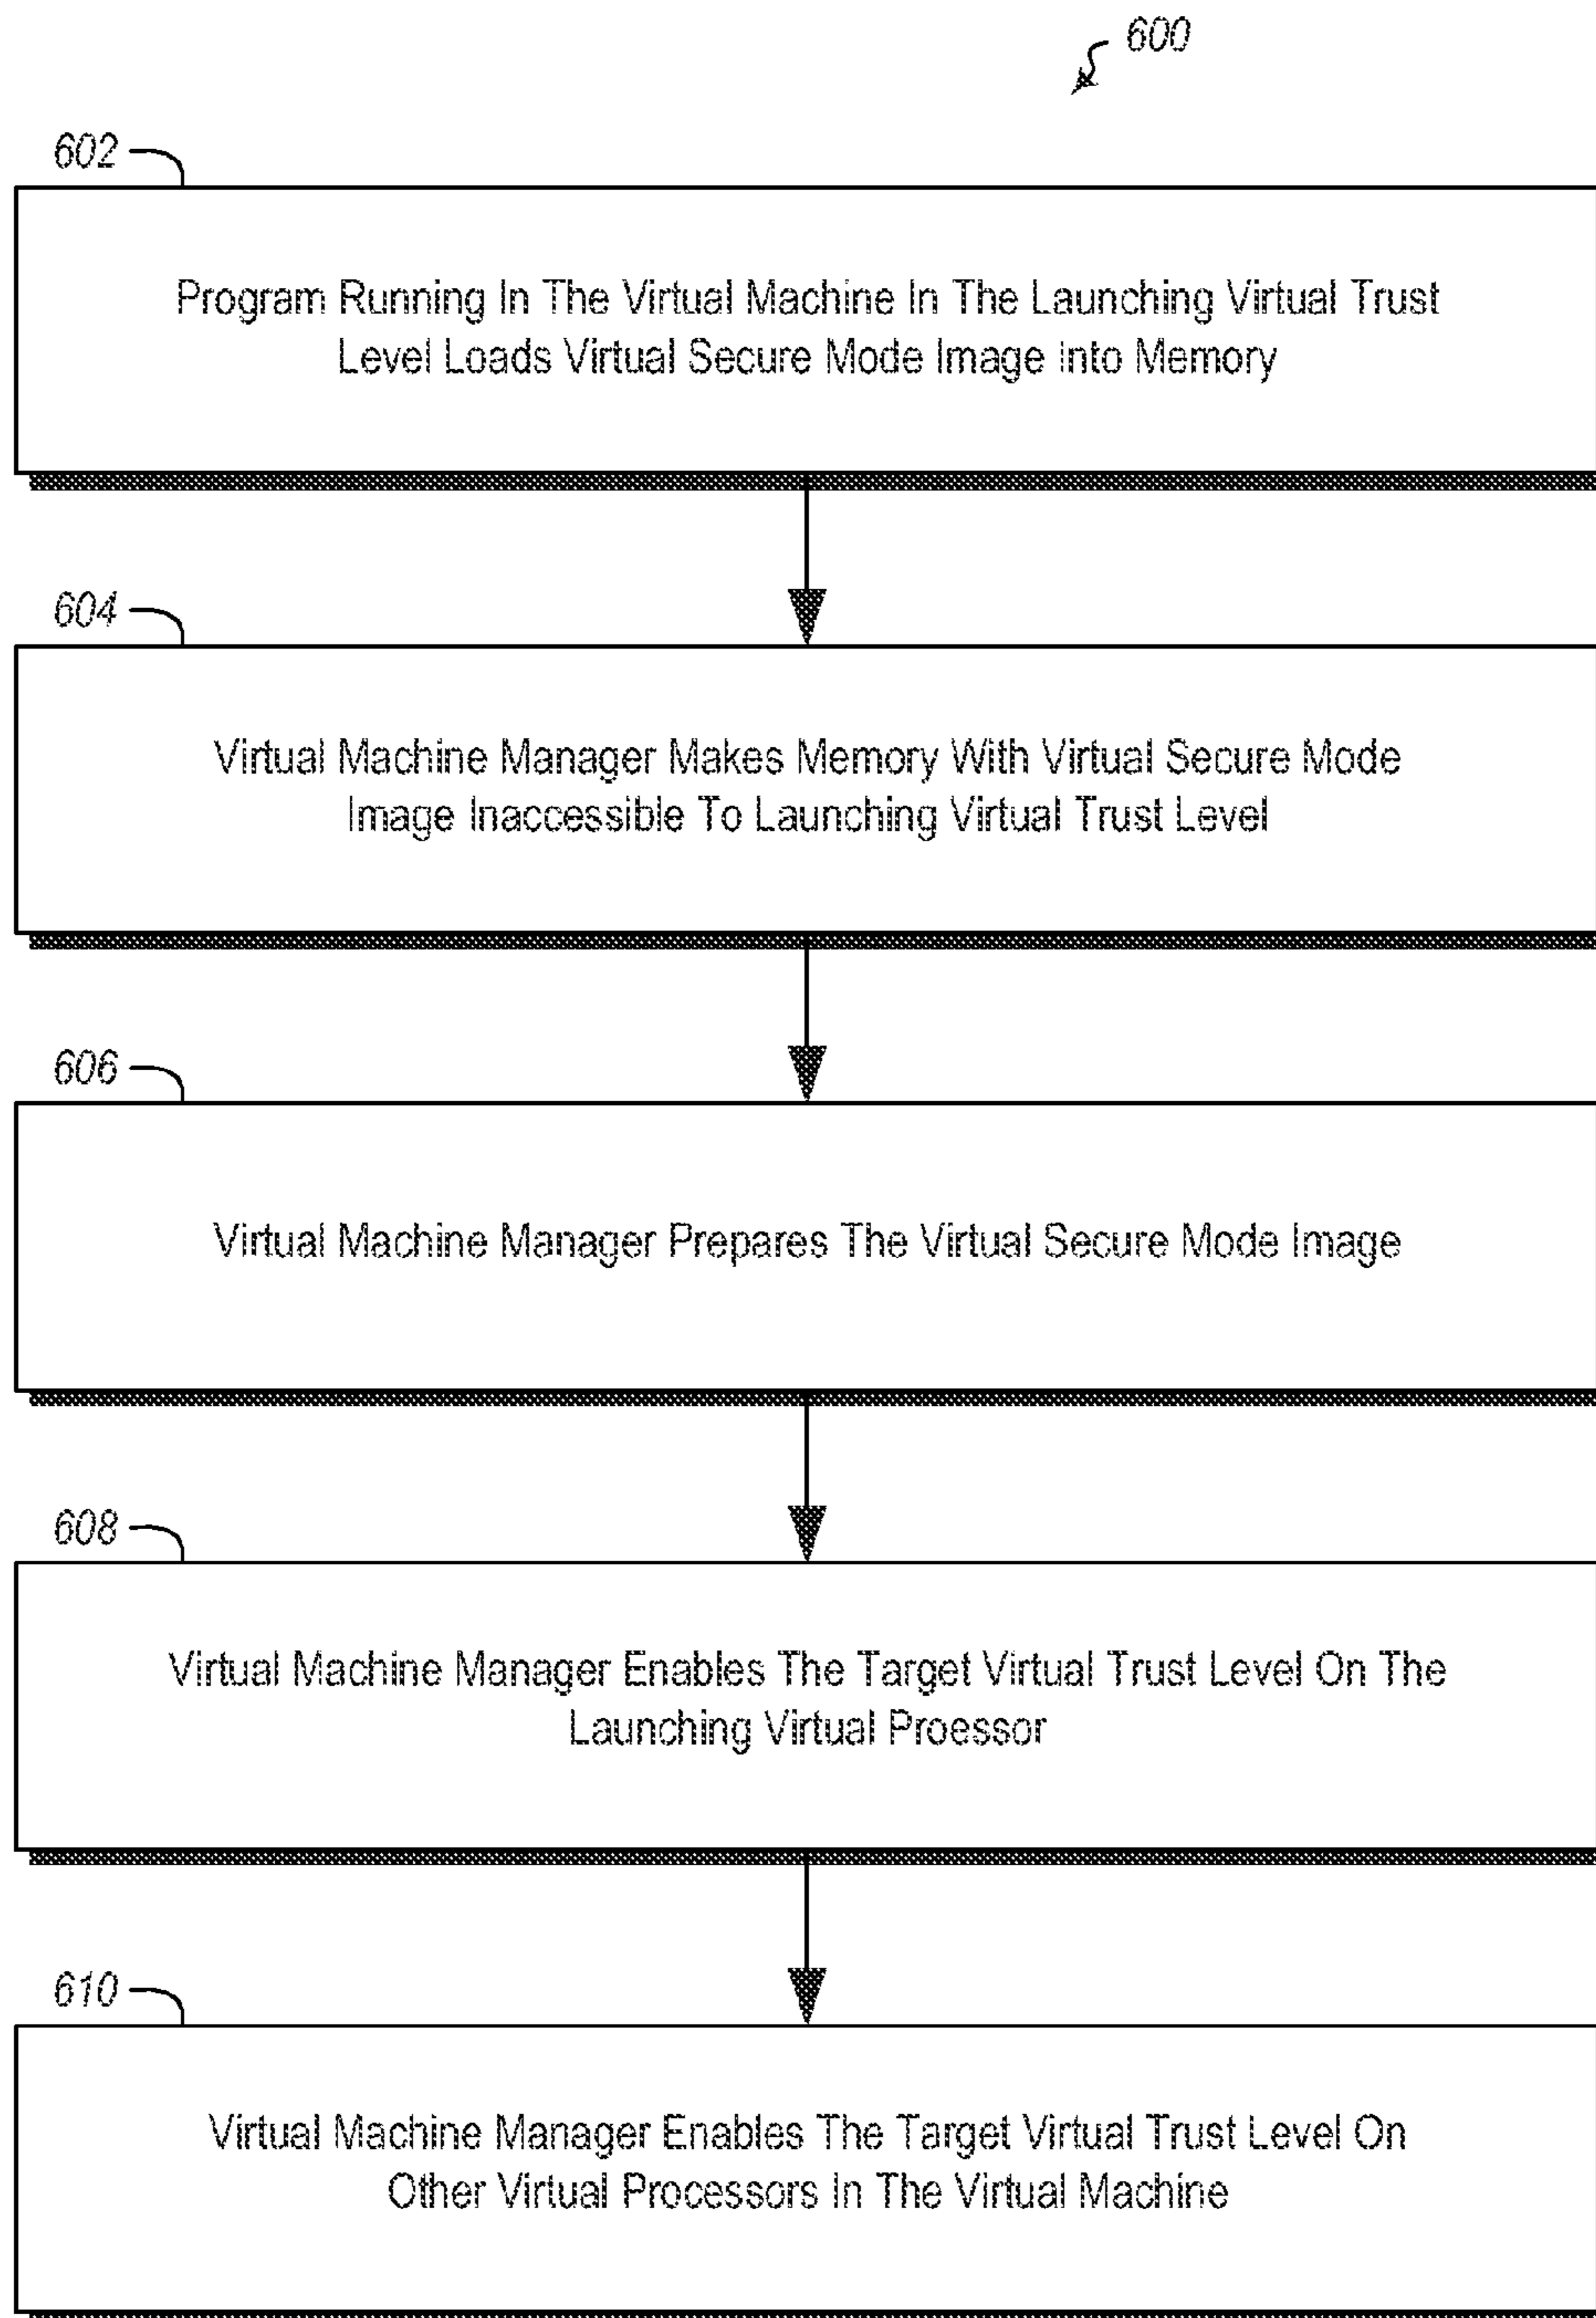 600
602
Program Running In The Virtual Machine In The Launching Virtual Trust
Level Loads Virtual Secure Mode Image Into Memory
604
Virtual Machine Manager Makes Memory With Virtual Secure Mode
Image Inaccessible To Launching Virtual Trust Level
606
Virtual Machine Manager Prepares The Virtual Secure Mode Image
608
Virtual Machine Manager Enables The Target Virtual Trust Level On The
Launching Virtual Proessor
610
Virtual Machine Manager Enables The Target Virtual Trust Level On
Other Virtual Processors In The Virtual Machine